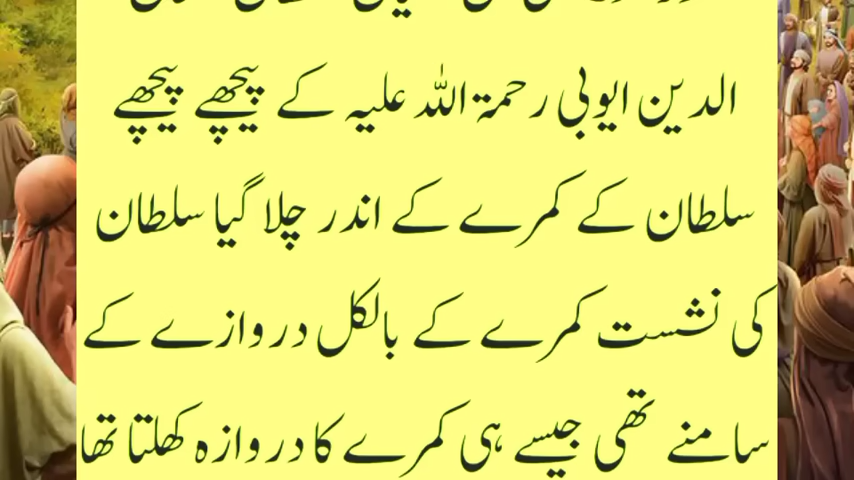 الدین ایوبی رحمۃ اللہ علیہ کے پیچھے پیچھے
سلطان کے کمرے کے اندر چلا گیا سلطان
کی نشست کمرے کے بالکل دروازے کے
سامنے تھی جیسے ہی کمرے کا دروازہ کھلتا تھا